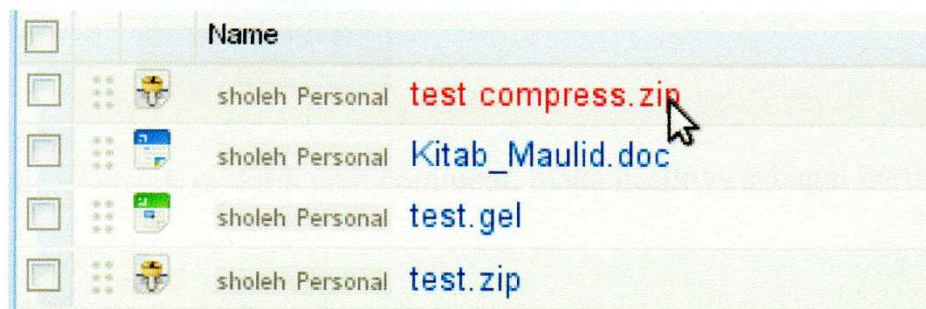 Name
sholeh Personal test compress.zip
sholeh Personal Kitab_Maulid.doc
sholeh Personal test.gel
sholeh Personal test.zip